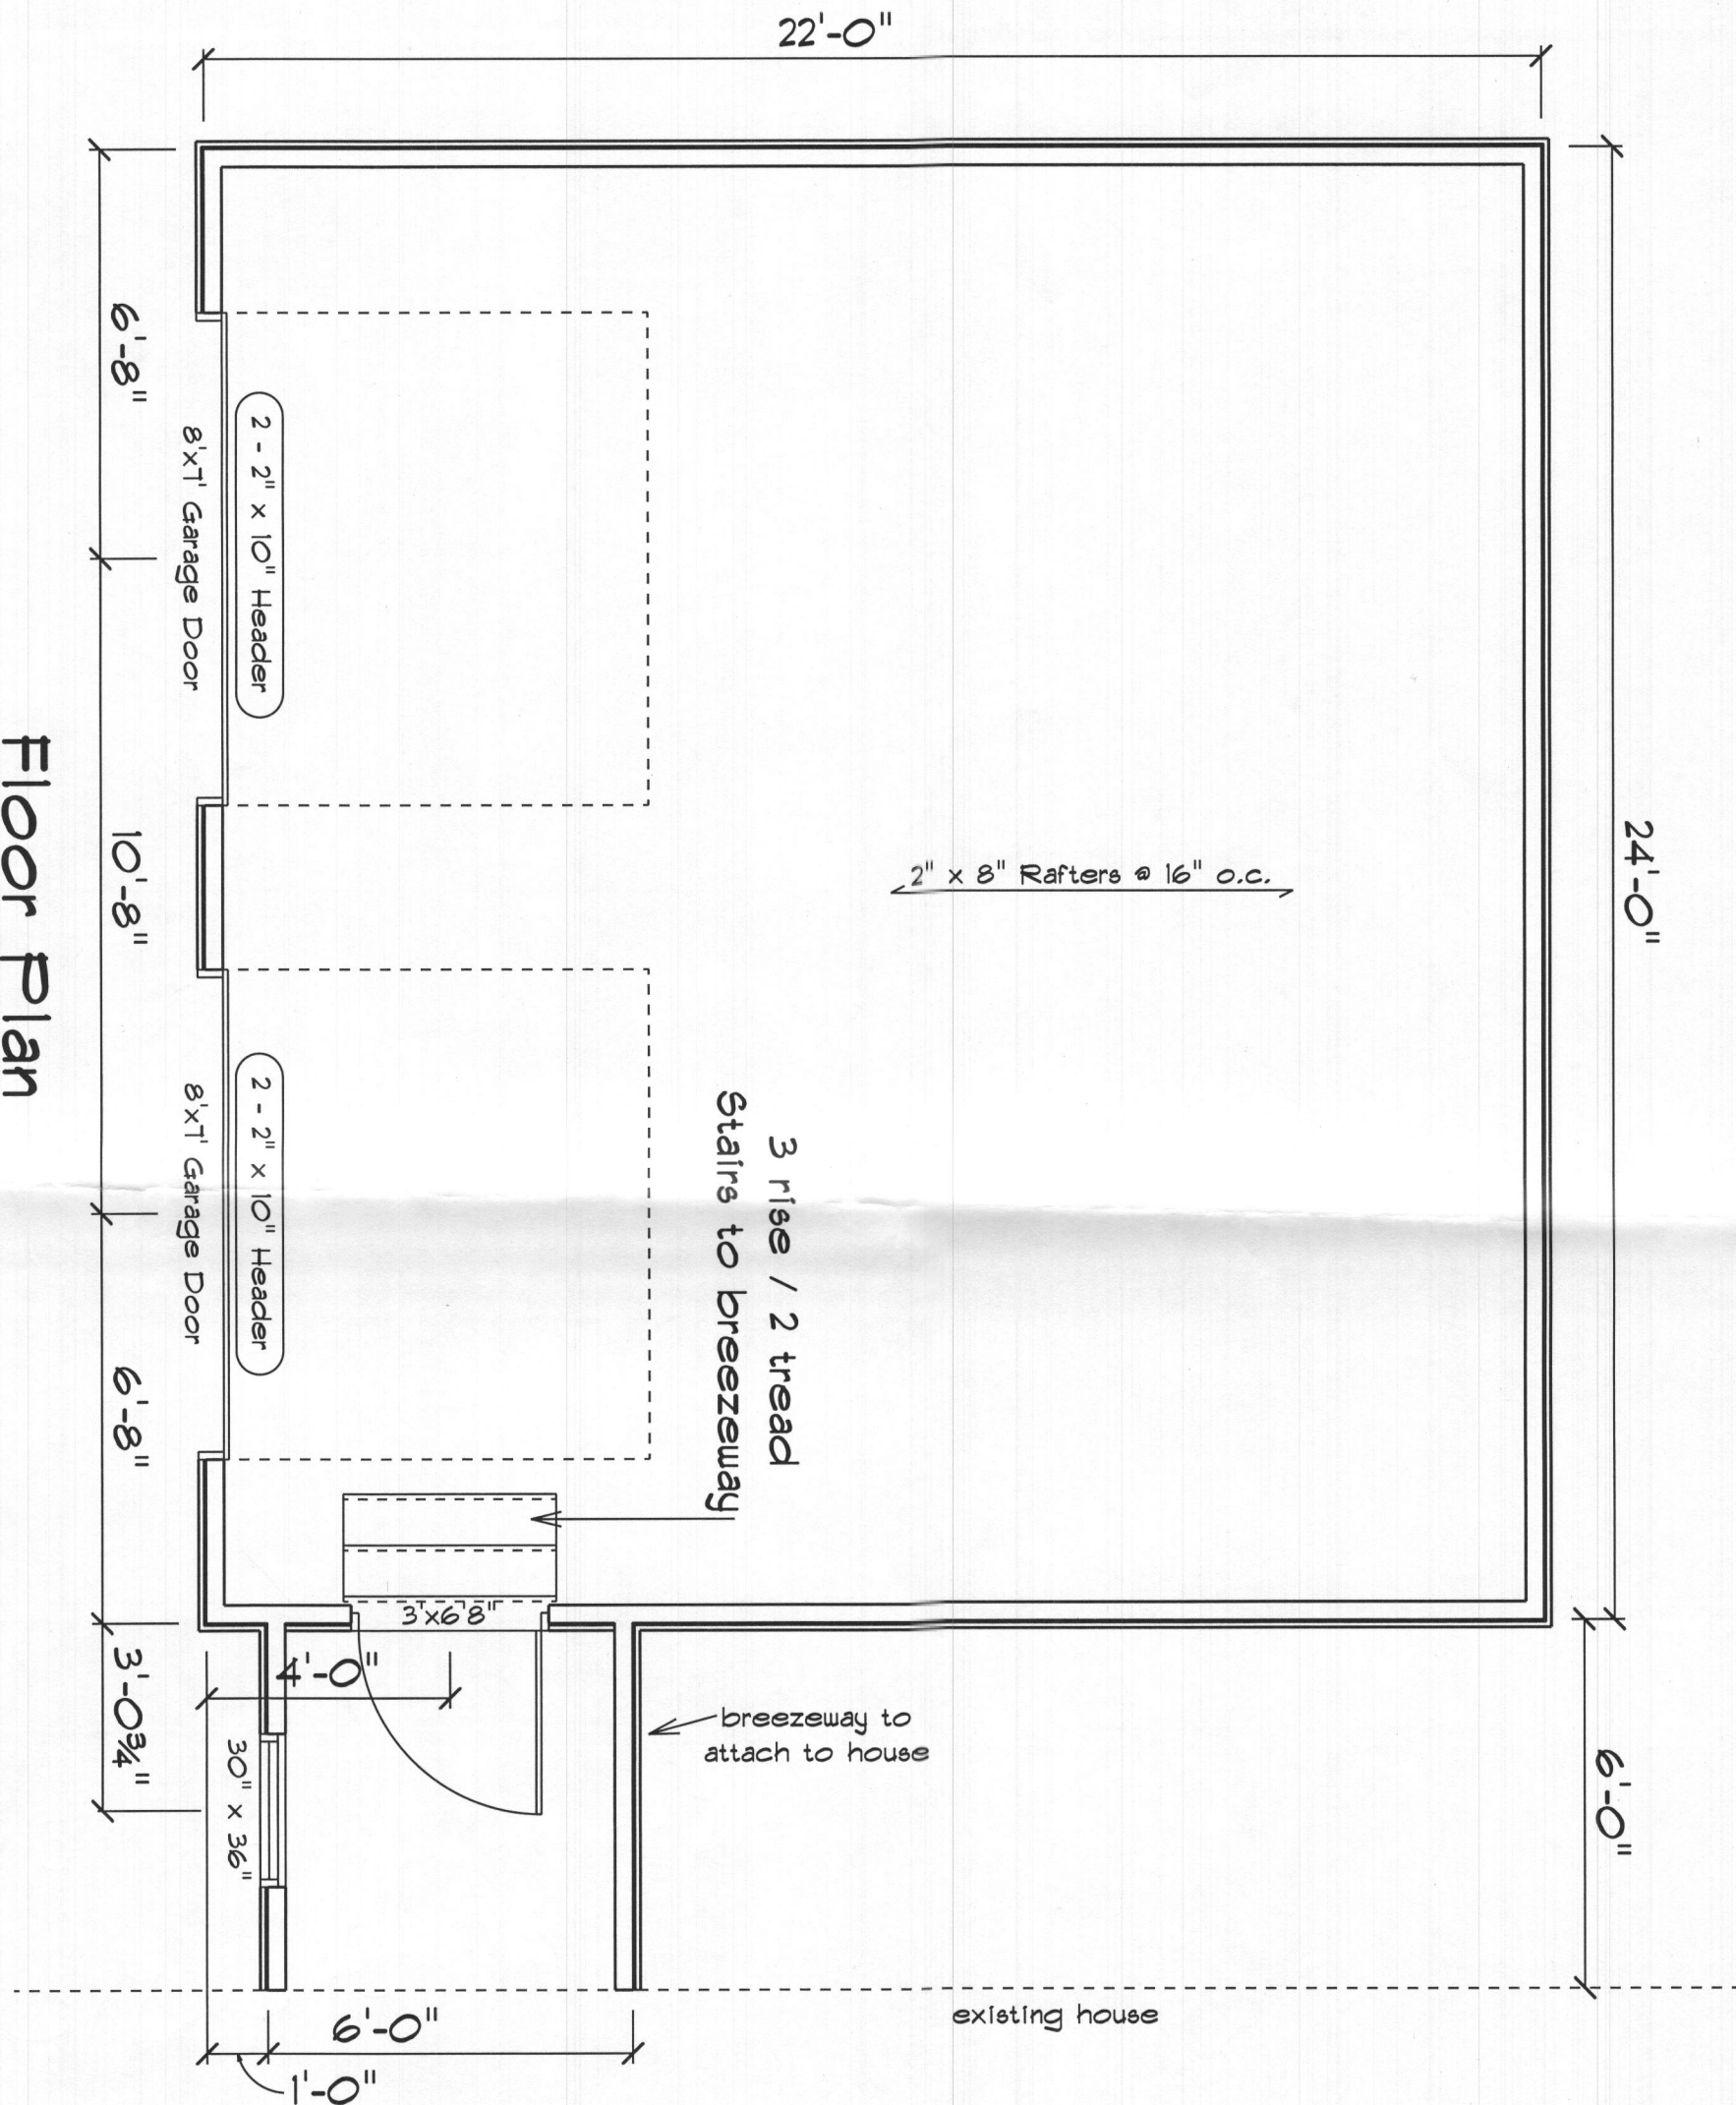 22'-0"
24'-0"
6'-8"
10'-8"
6'-8"
3'-0¾"
8'x7' Garage Door
2 - 2" x 10" Header
8'x7' Garage Door
2 - 2" x 10" Header
2" x 8" Rafters @ 16" o.c.
3 rise / 2 tread
Stairs to breezeway
3'x6'8"
4'-0"
30" x 36"
breezeway to
attach to house
6'-0"
existing house
6'-0"
1'-0"
Floor Plan